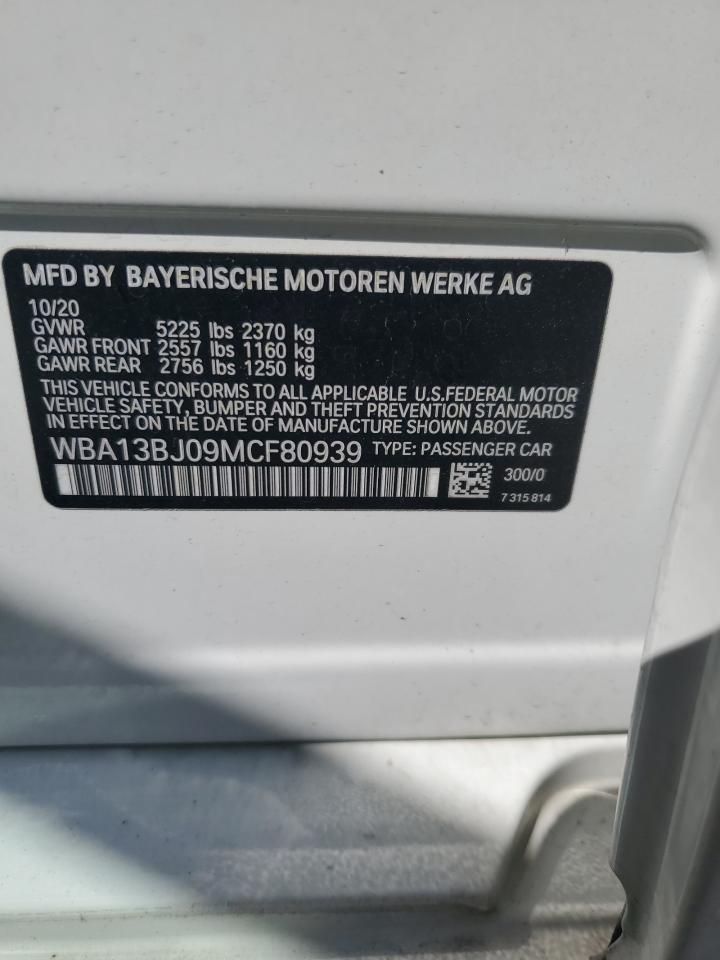 MFD BY BAYERISCHE MOTOREN WERKE AG
10/20
GVWR 5225 lbs 2370 kg
GAWR FRONT 2557 lbs 1160 kg
GAWR REAR 2756 lbs 1250 kg
THIS VEHICLE CONFORMS TO ALL APPLICABLE U.S.FEDERAL MOTOR
VEHICLE SAFETY, BUMPER AND THEFT PREVENTION STANDARDS
IN EFFECT ON THE DATE OF MANUFACTURE SHOWN ABOVE.
WBA13BJ09MCF80939 TYPE: PASSENGER CAR
300/0
7 315 814